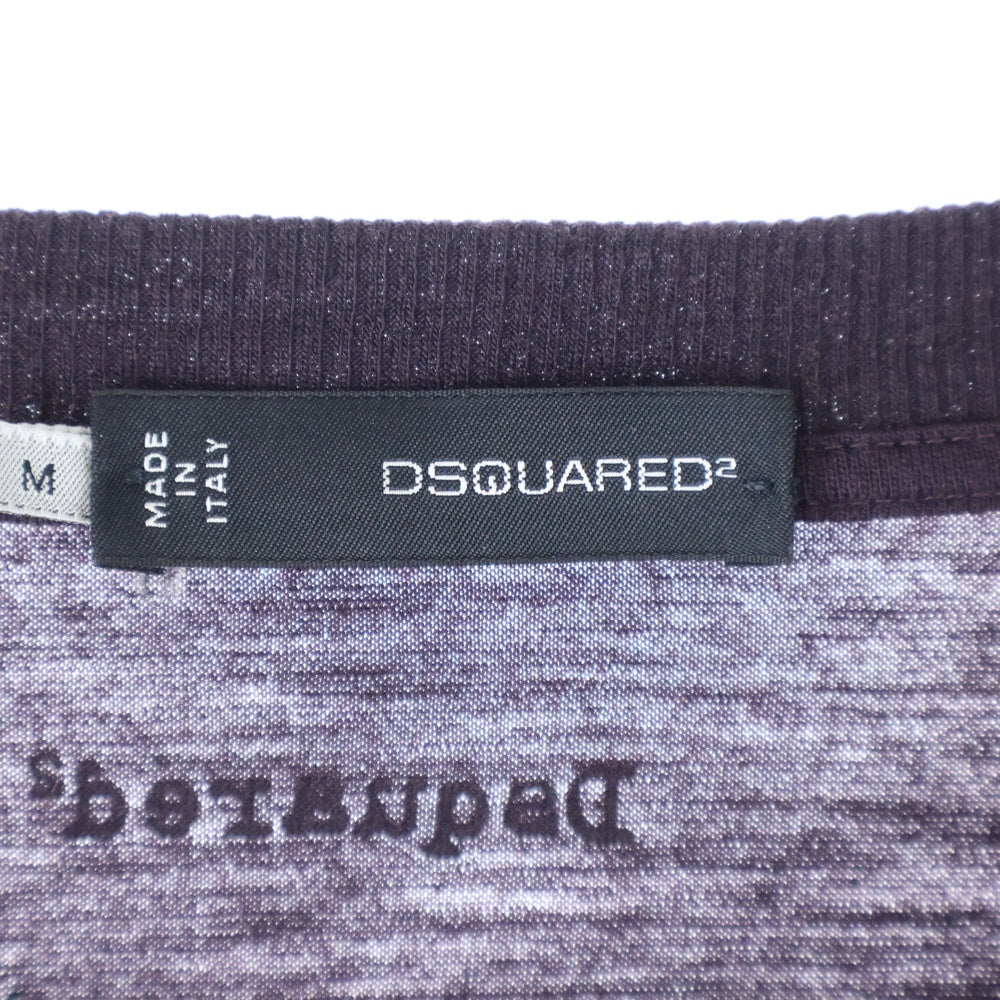 M
MADE
IN
ITALY
DSQUARED²
Dsquared²